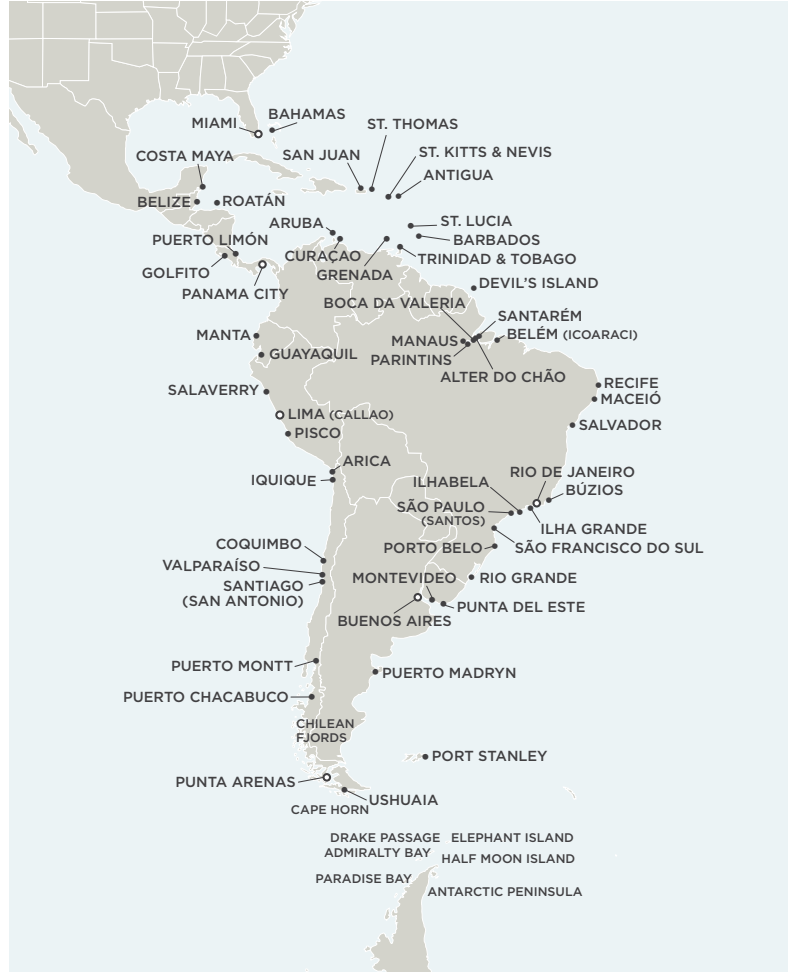 BAHAMAS
MIAMI
ST. THOMAS
COSTA MAYA
SAN JUAN
ST. KITTS & NEVIS
ANTIGUA
BELIZE
ROATÁN
ARUBA
ST. LUCIA
PUERTO LIMÓN
BARBADOS
CURAÇAO
TRINIDAD & TOBAGO
GOLFITO
GRENADA
PANAMA CITY
DEVIL'S ISLAND
BOCA DA VALERIA
SANTARÉM
MANTA
MANAUS
BELÉM (ICOARACI)
GUAYAQUIL
PARINTINS
ALTER DO CHÃO
SALAVERRY
RECIFE
MACEIÓ
LIMA (CALLAO)
SALVADOR
PISCO
ARICA
RIO DE JANEIRO
IQUIQUE
ILHABELA
BÚZIOS
SÃO PAULO
(SANTOS)
ILHA GRANDE
COQUIMBO
PORTO BELO
SÃO FRANCISCO DO SUL
VALPARAÍSO
MONTEVIDEO
RIO GRANDE
SANTIAGO
(SAN ANTONIO)
PUNTA DEL ESTE
BUENOS AIRES
PUERTO MONTT
PUERTO MADRYN
PUERTO CHACABUCO
CHILEAN
FJORDS
PORT STANLEY
PUNTA ARENAS
USHUAIA
CAPE HORN
DRAKE PASSAGE
ELEPHANT ISLAND
ADMIRALTY BAY
HALF MOON ISLAND
PARADISE BAY
ANTARCTIC PENINSULA